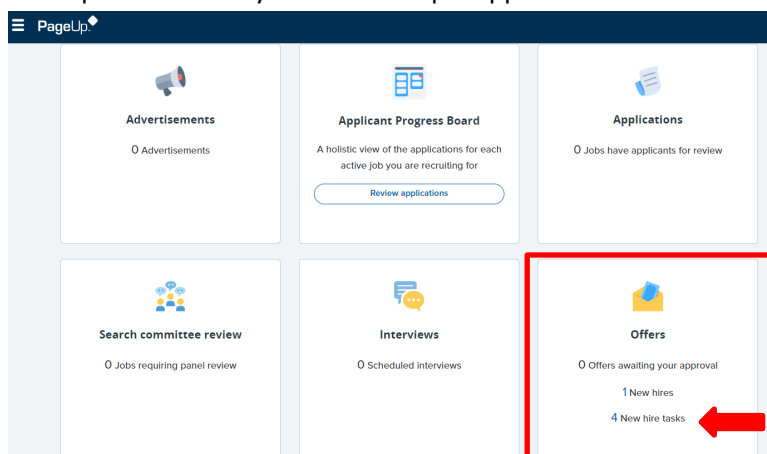 PageUp.
Advertisements
0 Advertisements
Applicant Progress Board
A holistic view of the applications for each
active job you are recruiting for
Review applications
Applications
0 Jobs have applicants for review
Search committee review
0 Jobs requiring panel review
Interviews
0 Scheduled interviews
Offers
0 Offers awaiting your approval
1 New hires
4 New hire tasks